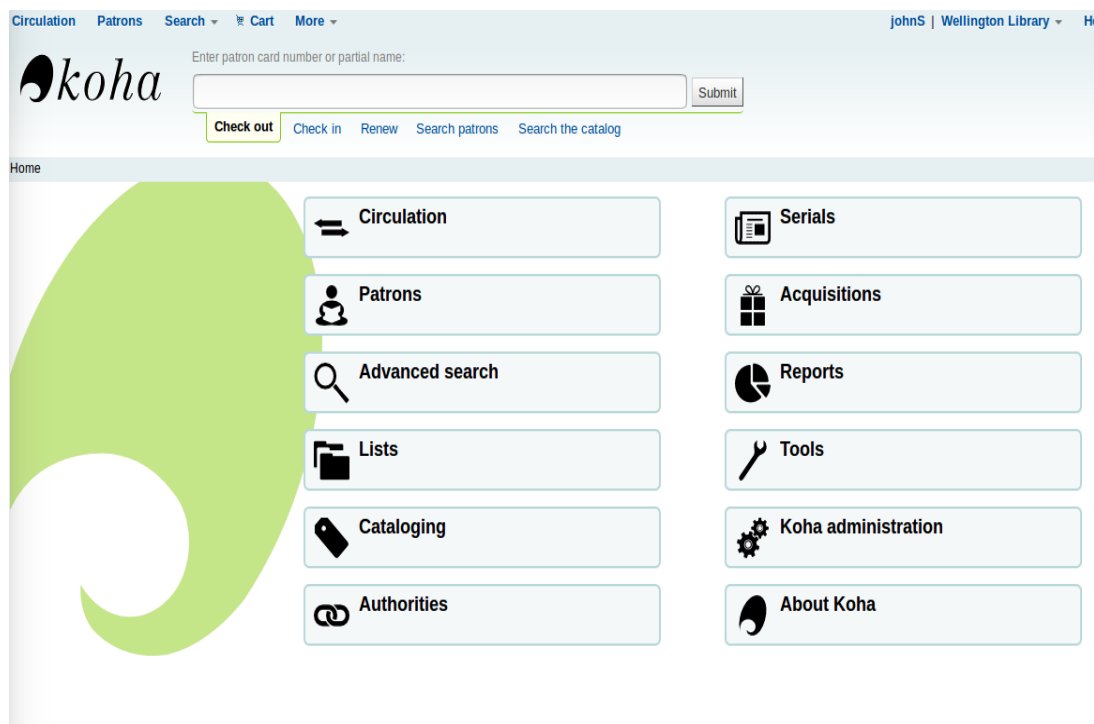 Circulation Patrons Search Cart More johnS | Wellington Library
Enter patron card number or partial name:
koha
Submit
Check out Check in Renew Search patrons Search the catalog
Home
Circulation
Serials
Patrons
Acquisitions
Advanced search
Reports
Lists
Tools
Cataloging
Koha administration
Authorities
About Koha